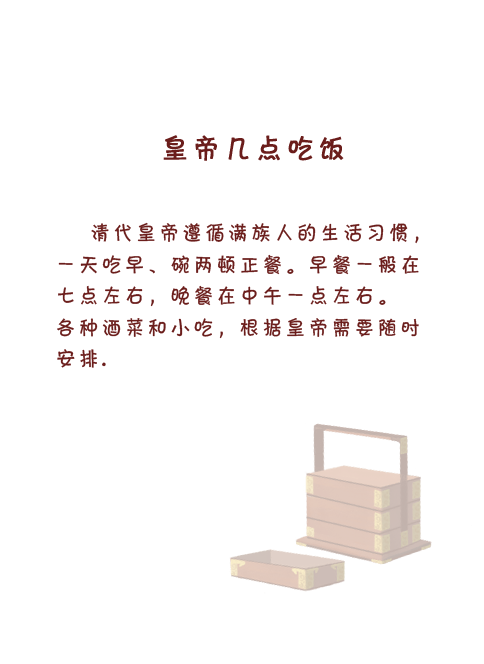 皇帝几点吃饭
清代皇帝遵循满族人的生活习惯，
一天吃早、碗两顿正餐。早餐一般在
七点左右，晚餐在中午一点左右。
各种酒菜和小吃，根据皇帝需要随时
安排.